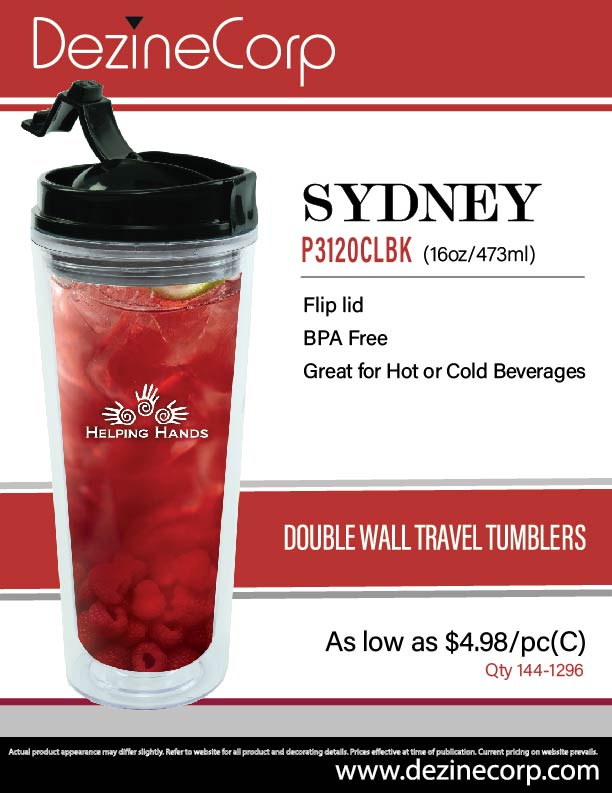 DezineCorp
SYDNEY
P3120CLBK (16oz/473ml)
Flip lid
BPA Free
Great for Hot or Cold Beverages
HELPING HANDS
DOUBLE WALL TRAVEL TUMBLERS
As low as $4.98/pc(C)
Qty 144-1296
Actual product appearance may differ slightly. Refer to website for all product and decorating details. Prices effective at time of publication. Current pricing on website prevails.
www.dezinecorp.com